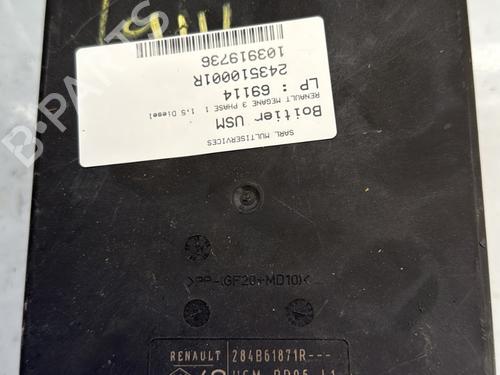 SARL MULTISERVICES
Boitier USM
RENAULT MEGANE 3 PHASE 1 1.5 Diesel
LP : 69114
243510001R
103919736
B-PARTS
>PP-(GF20+MD10)<
RENAULT 284B61871R---
USM